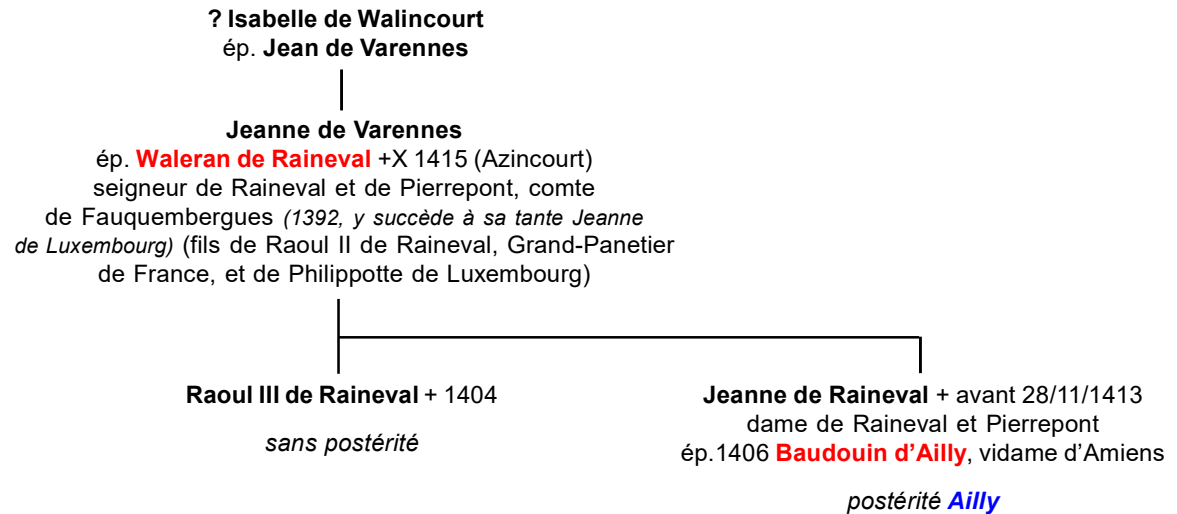 ? Isabelle de Walincourt
ép. Jean de Varennes
Jeanne de Varennes
ép. Waleran de Raineval +X 1415 (Azincourt)
seigneur de Raineval et de Pierrepont, comte
de Fauquembergues (1392, y succède à sa tante Jeanne
de Luxembourg) (fils de Raoul II de Raineval, Grand-Panetier
de France, et de Philippotte de Luxembourg)
Raoul III de Raineval + 1404
sans postérité
Jeanne de Raineval + avant 28/11/1413
dame de Raineval et Pierrepont
ép.1406 Baudouin d’Ailly, vidame d’Amiens
postérité Ailly